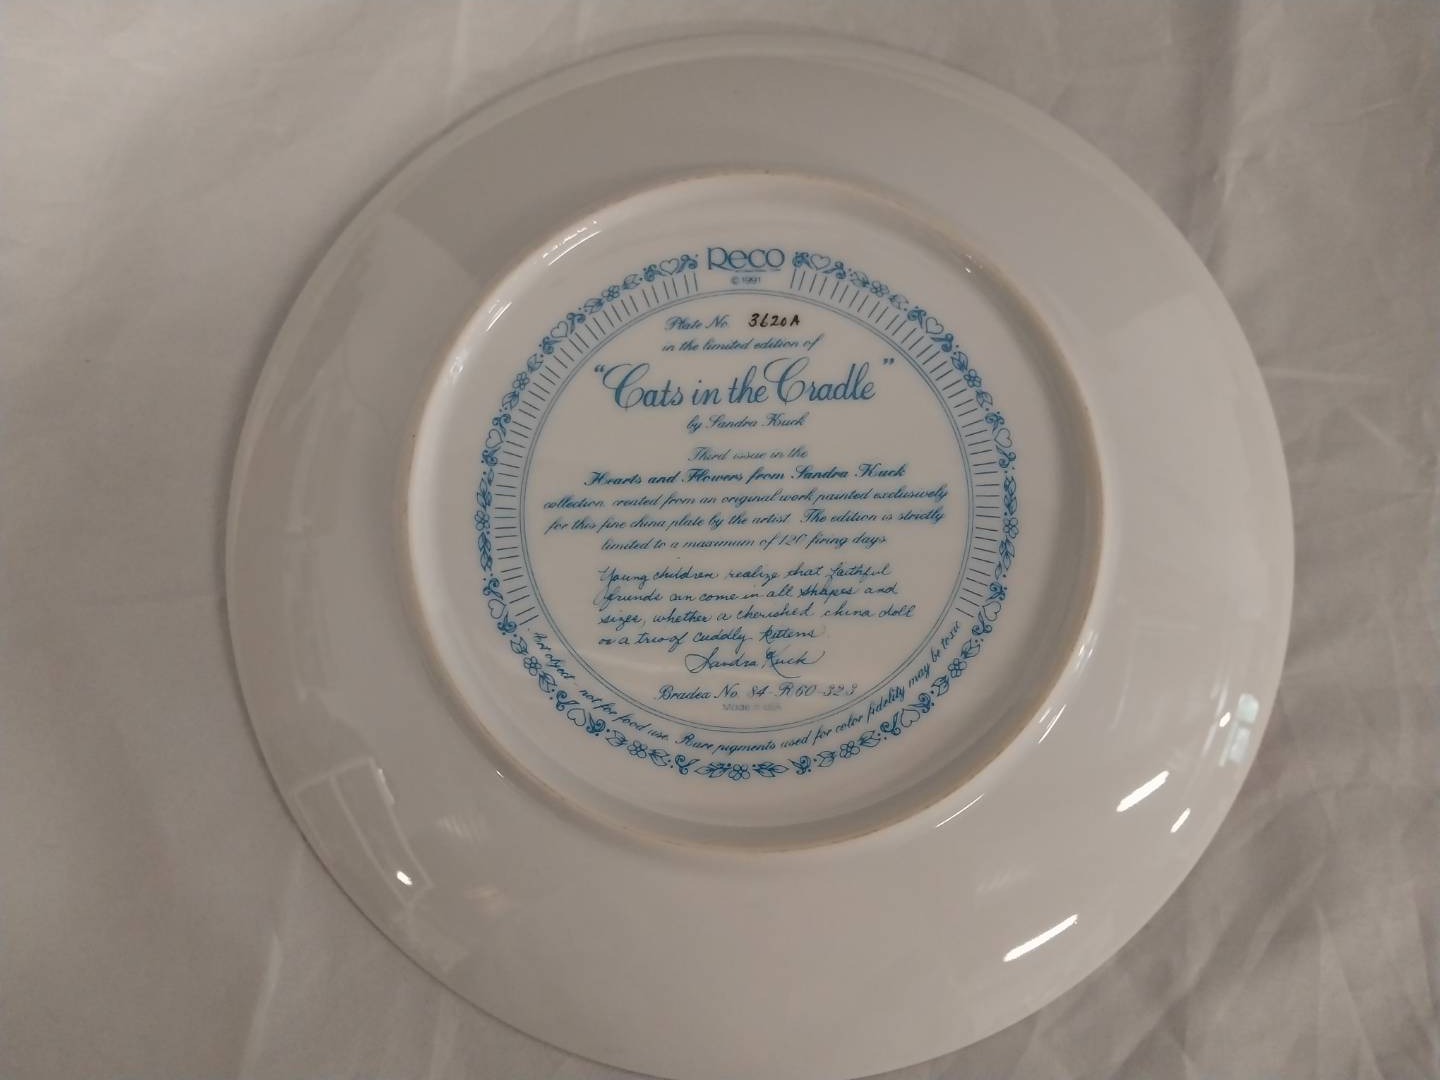 Reco
© 1991
Plate No. 3620A
in the limited edition of
"Cats in the Cradle"
by Sandra Kuck
Third issue in the
Hearts and Flowers from Sandra Kuck
collection, created from an original work painted exclusively
for this fine china plate by the artist. The edition is strictly
limited to a maximum of 120 firing days
Young children realize that faithful
friends can come in all shapes and
sizes, whether a cherished china doll
or a trio of cuddly kittens.
Sandra Kuck
Bradex No. 84-R60-323
Made in USA
Art object not for food use. Rare pigments used for color fidelity may be toxic